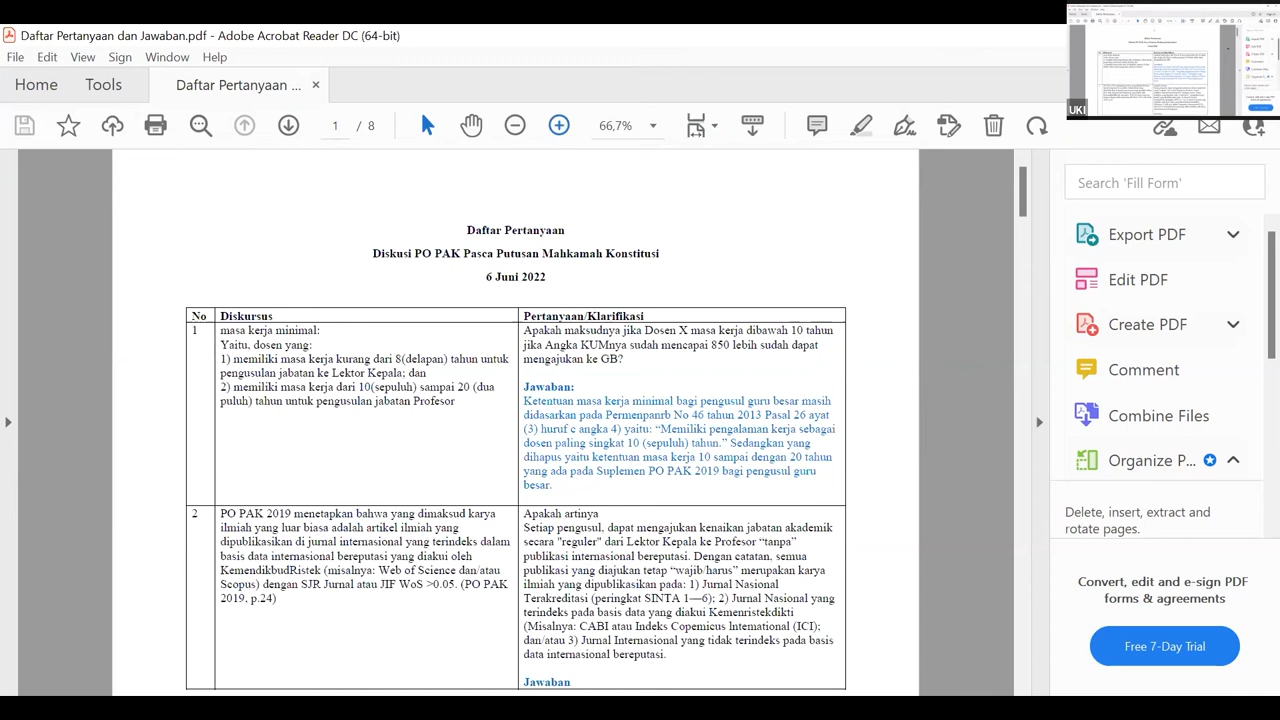 Daftar Pertanyaan dan Jawaban.pdf - Adobe Acrobat Reader DC (64-bit)
File Edit View Sign Window Help
Home Tools DaftarPertanyaan ... ×
1 / 5 66,7%
UKI
Daftar Pertanyaan
Diskusi PO PAK Pasca Putusan Mahkamah Konstitusi
6 Juni 2022
No Diskursus Pertanyaan/Klarifikasi
1
masa kerja minimal:
Yaitu, dosen yang:
1) memiliki masa kerja kurang dari 8(delapan) tahun untuk
pengusulan jabatan ke Lektor Kepala; dan
2) memiliki masa kerja dari 10(sepuluh) sampai 20 (dua
puluh) tahun untuk pengusulan jabatan Profesor
Apakah maksudnya jika Dosen X masa kerja dibawah 10 tahun
jika Angka KUMnya sudah mencapai 850 lebih sudah dapat
mengajukan ke GB?
Jawaban:
Ketentuan masa kerja minimal bagi pengusul guru besar masih
didasarkan pada Permenpanrb No 46 tahun 2013 Pasal 26 ayat
(3) huruf c angka 4) yaitu: “Memiliki pengalaman kerja sebagai
dosen paling singkat 10 (sepuluh) tahun.” Sedangkan yang
dihapus yaitu ketentuan masa kerja 10 sampai dengan 20 tahun
yang ada pada Suplemen PO PAK 2019 bagi pengusul guru
besar.
2
PO PAK 2019 menetapkan bahwa yang dimaksud karya
ilmiah yang luar biasa adalah artikel ilmiah yang
dipublikasikan di jurnal internasional yang terindeks dalam
basis data internasional bereputasi yang diakui oleh
KemendikbudRistek (misalnya: Web of Science dan/atau
Scopus) dengan SJR Jurnal atau JIF WoS >0.05. (PO PAK
2019, p.24)
Apakah artinya
Setiap pengusul, dapat mengajukan kenaikan jabatan akademik
secara "reguler" dari Lektor Kepala ke Profesor “tanpa”
publikasi internasional bereputasi. Dengan catatan, semua
publikasi yang diajukan tetap “wajib/harus” merupakan karya
ilmiah yang dipublikasikan pada: 1) Jurnal Nasional
Terakreditasi (peringkat SINTA 1—6); 2) Jurnal Nasional yang
terindeks pada basis data yang diakui Kemenristekdikti
(Misalnya: CABI atau Indeks Copernicus International (ICI);
dan/atau 3) Jurnal Internasional yang tidak terindeks pada basis
data internasional bereputasi.
Jawaban
Search 'Fill Form'
Export PDF
Edit PDF
Create PDF
Comment
Combine Files
Organize P...
Delete, insert, extract and
rotate pages.
Convert, edit and e-sign PDF
forms & agreements
Free 7-Day Trial